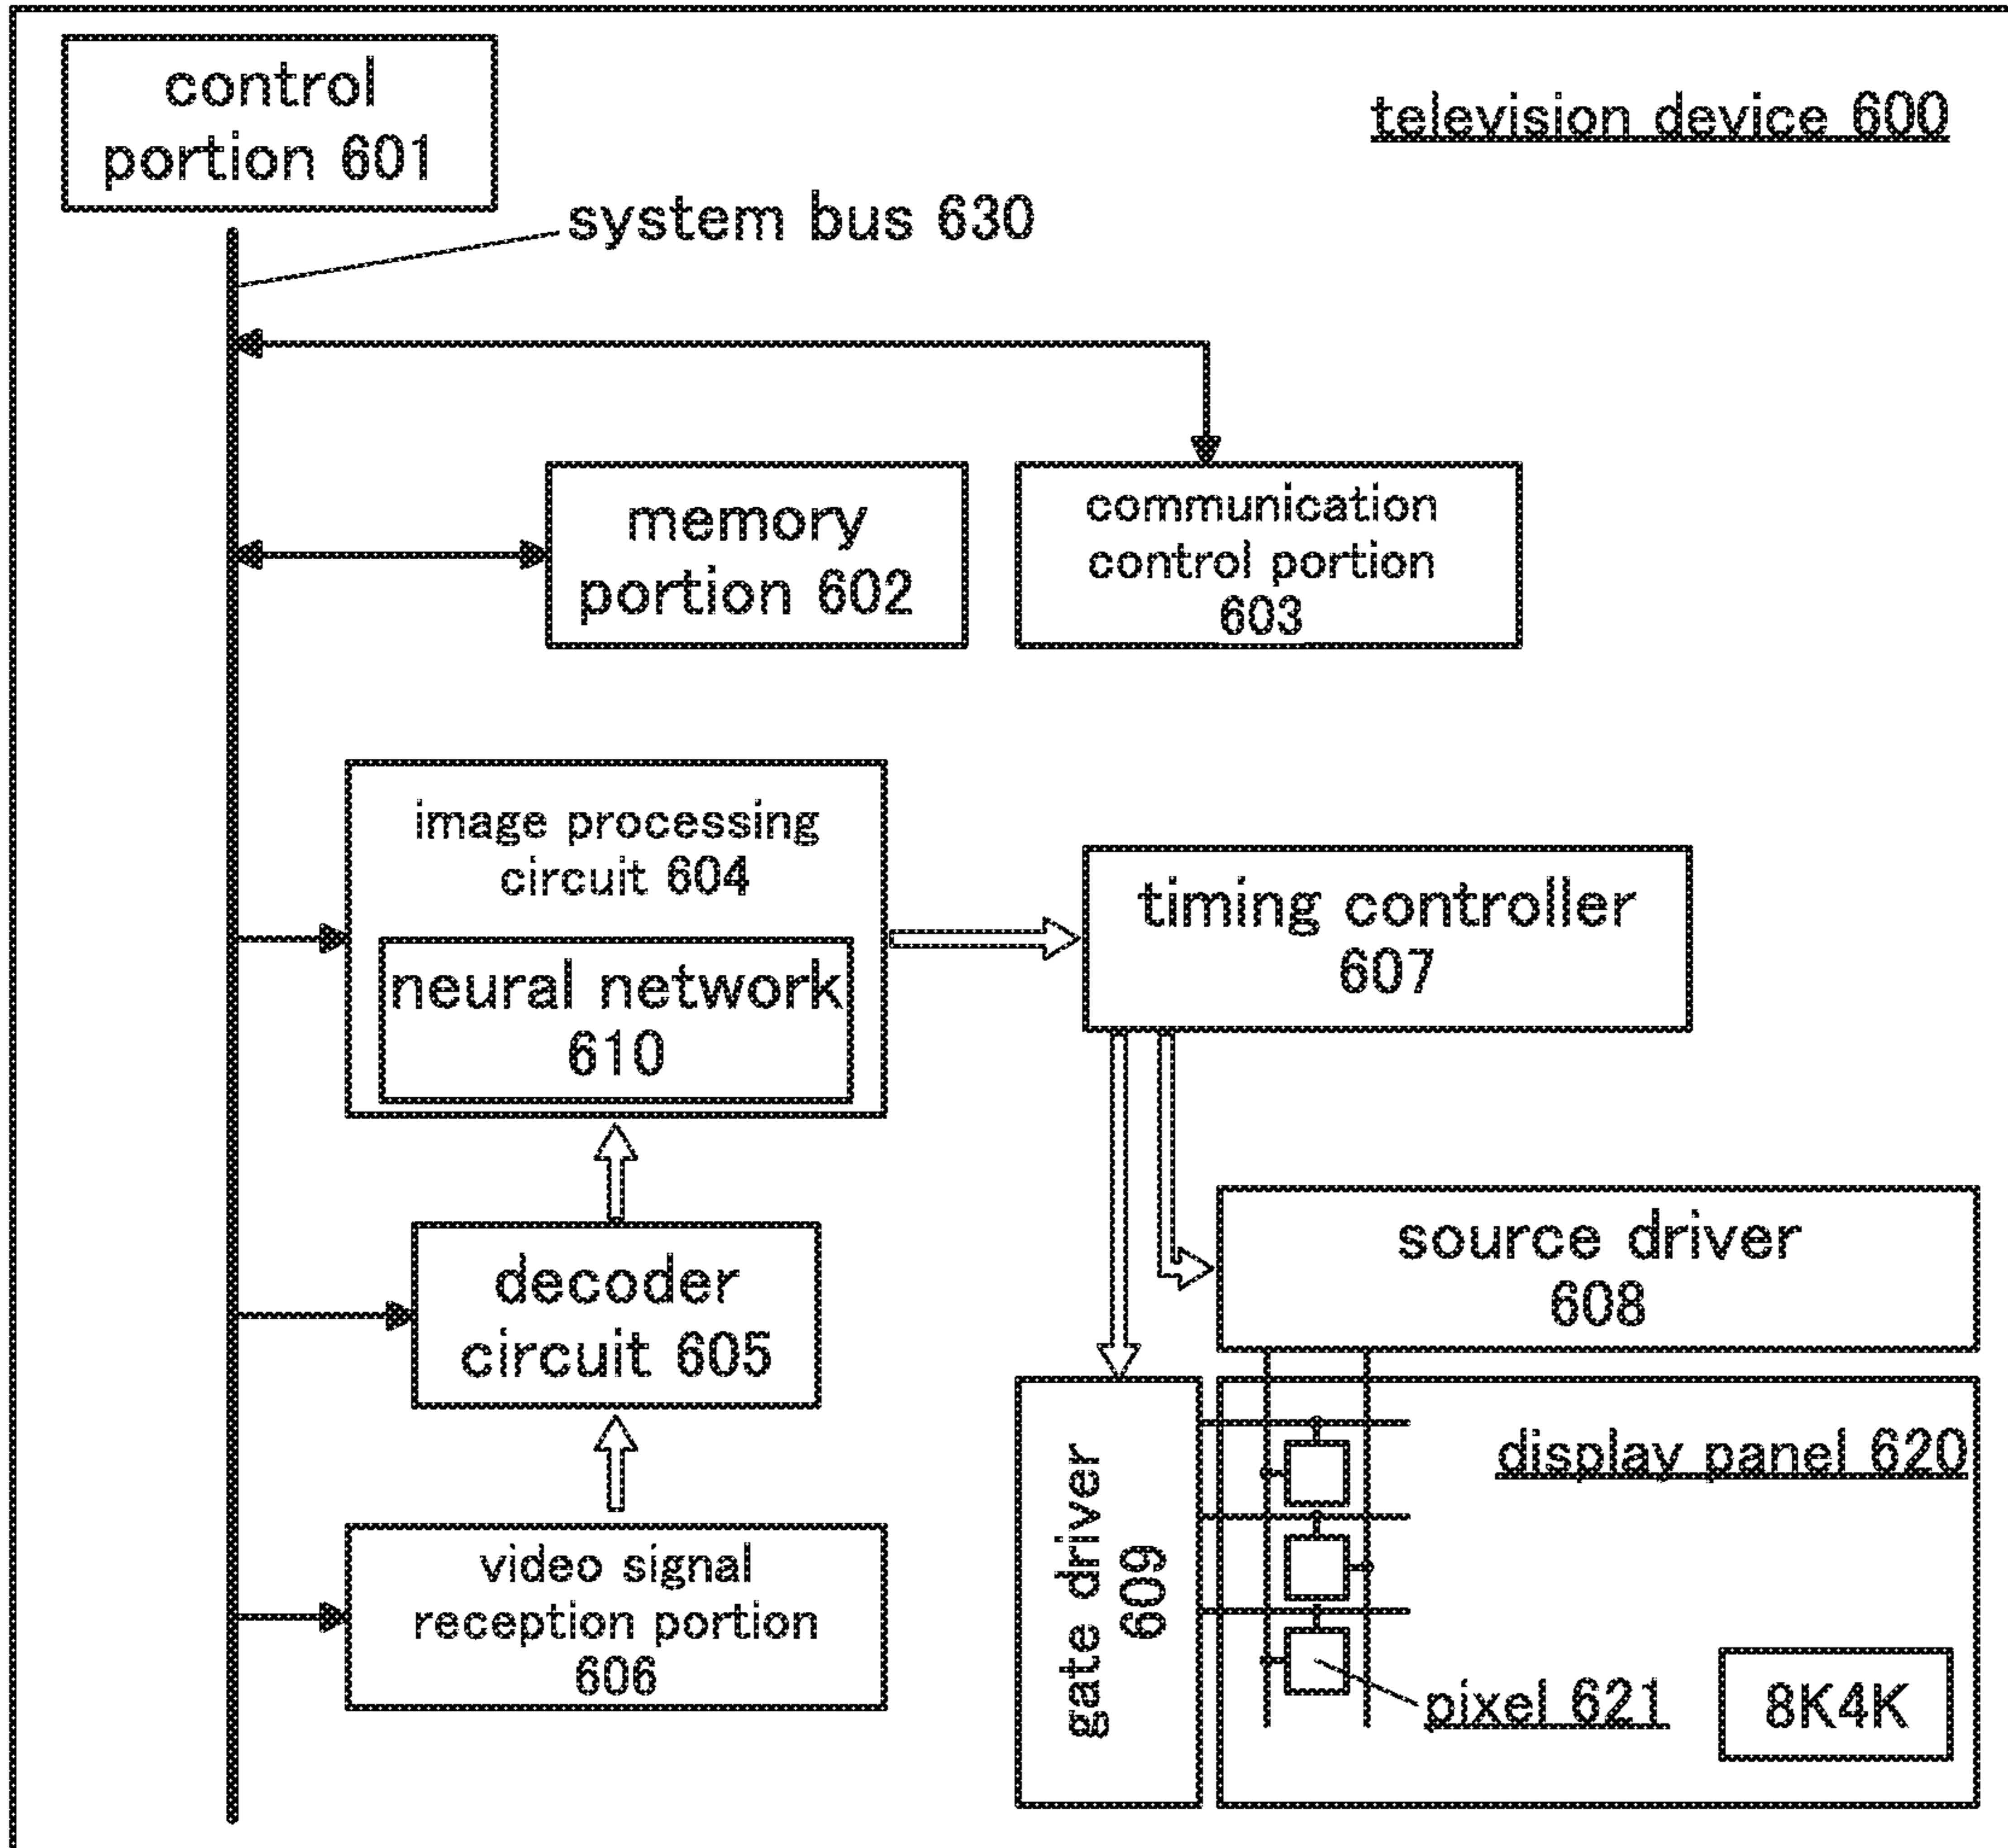 control
portion 601
television device 600
system bus 630
memory
portion 602
communication
control portion
603
image processing
circuit 604
neural network
610
timing controller
607
decoder
circuit 605
source driver
608
video signal
reception portion
606
gate driver
609
display panel 620
pixel 621
8K4K